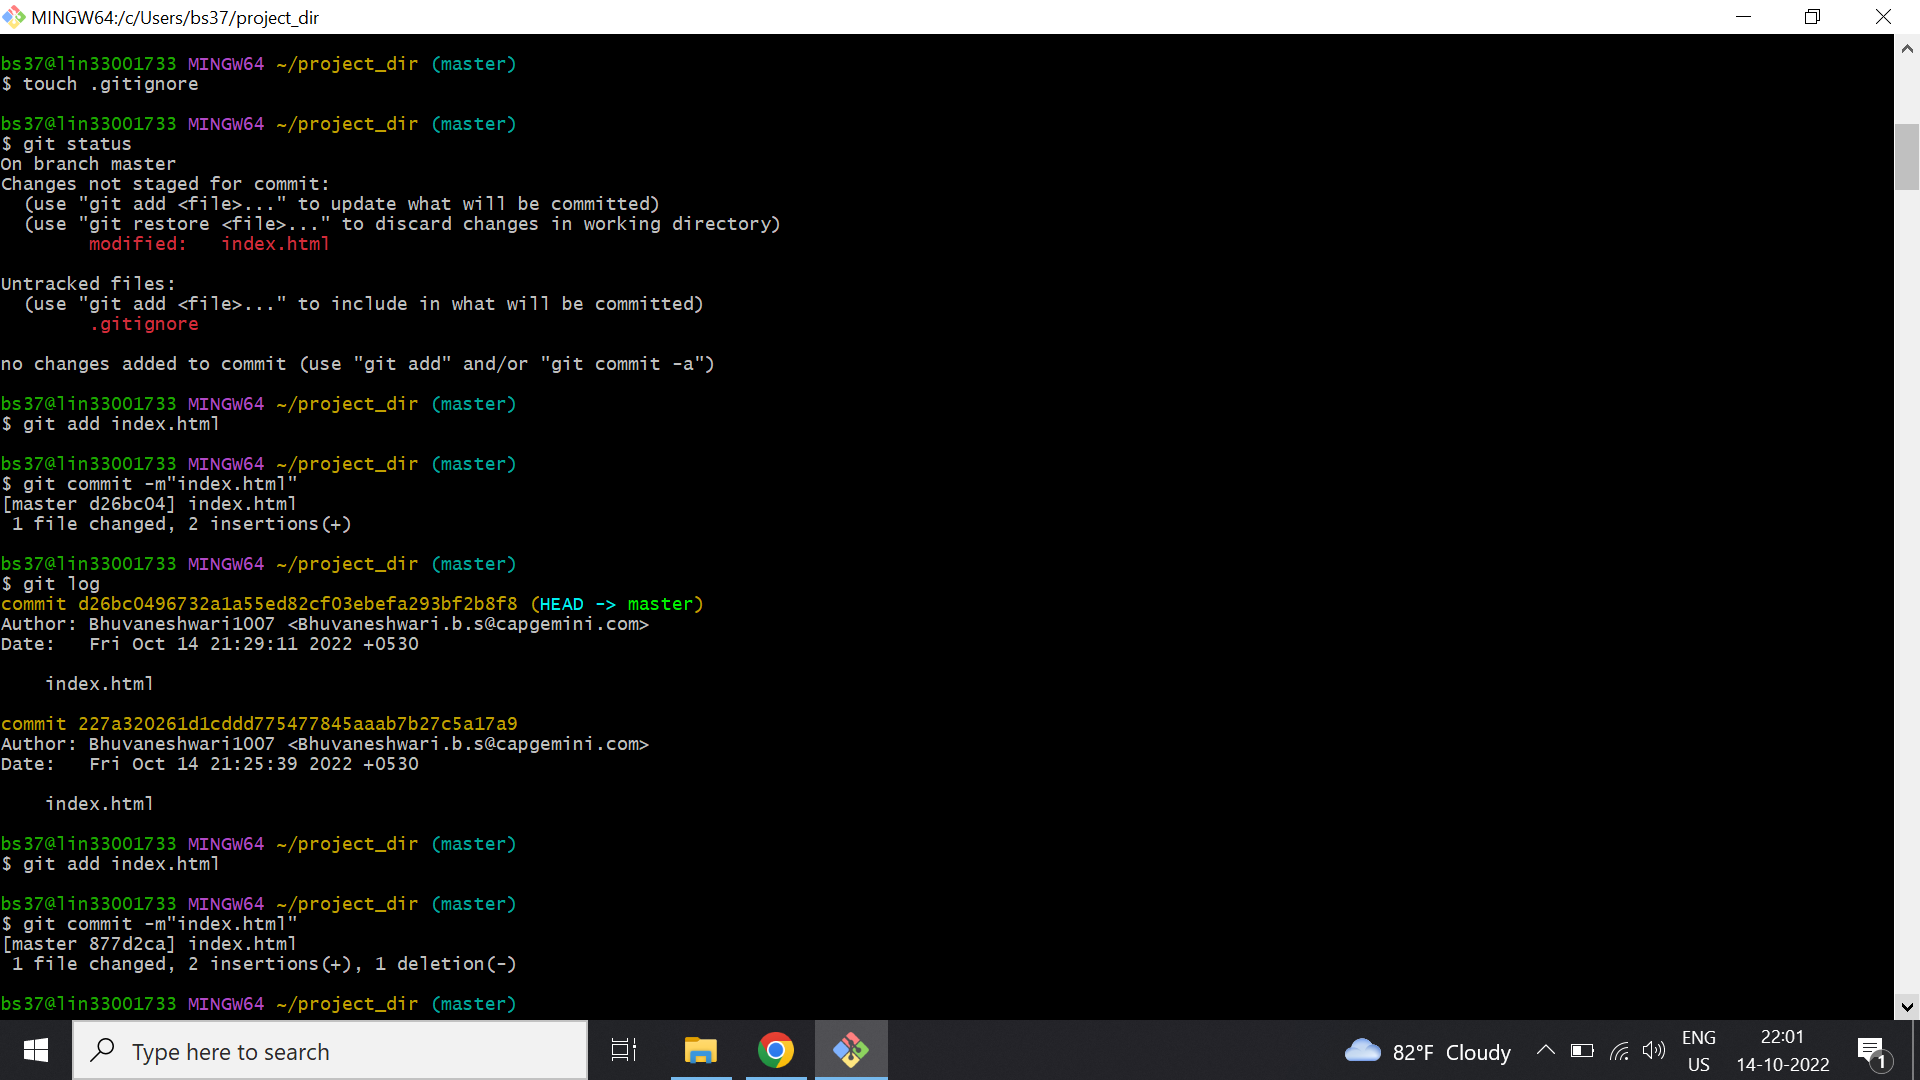 MINGW64:/c/Users/bs37/project_dir
bs37@lin33001733 MINGW64 ~/project_dir (master)
$ touch .gitignore
bs37@lin33001733 MINGW64 ~/project_dir (master)
$ git status
On branch master
Changes not staged for commit:
  (use "git add <file>..." to update what will be committed)
  (use "git restore <file>..." to discard changes in working directory)
        modified:   index.html
Untracked files:
  (use "git add <file>..." to include in what will be committed)
        .gitignore
no changes added to commit (use "git add" and/or "git commit -a")
bs37@lin33001733 MINGW64 ~/project_dir (master)
$ git add index.html
bs37@lin33001733 MINGW64 ~/project_dir (master)
$ git commit -m"index.html"
[master d26bc04] index.html
 1 file changed, 2 insertions(+)
bs37@lin33001733 MINGW64 ~/project_dir (master)
$ git log
commit d26bc0496732a1a55ed82cf03ebefa293bf2b8f8 (HEAD -> master)
Author: Bhuvaneshwari1007 <Bhuvaneshwari.b.s@capgemini.com>
Date:   Fri Oct 14 21:29:11 2022 +0530
    index.html
commit 227a320261d1cddd775477845aaab7b27c5a17a9
Author: Bhuvaneshwari1007 <Bhuvaneshwari.b.s@capgemini.com>
Date:   Fri Oct 14 21:25:39 2022 +0530
    index.html
bs37@lin33001733 MINGW64 ~/project_dir (master)
$ git add index.html
bs37@lin33001733 MINGW64 ~/project_dir (master)
$ git commit -m"index.html"
[master 877d2ca] index.html
 1 file changed, 2 insertions(+), 1 deletion(-)
bs37@lin33001733 MINGW64 ~/project_dir (master)
Type here to search
82°F Cloudy
ENG
US
22:01
14-10-2022
1